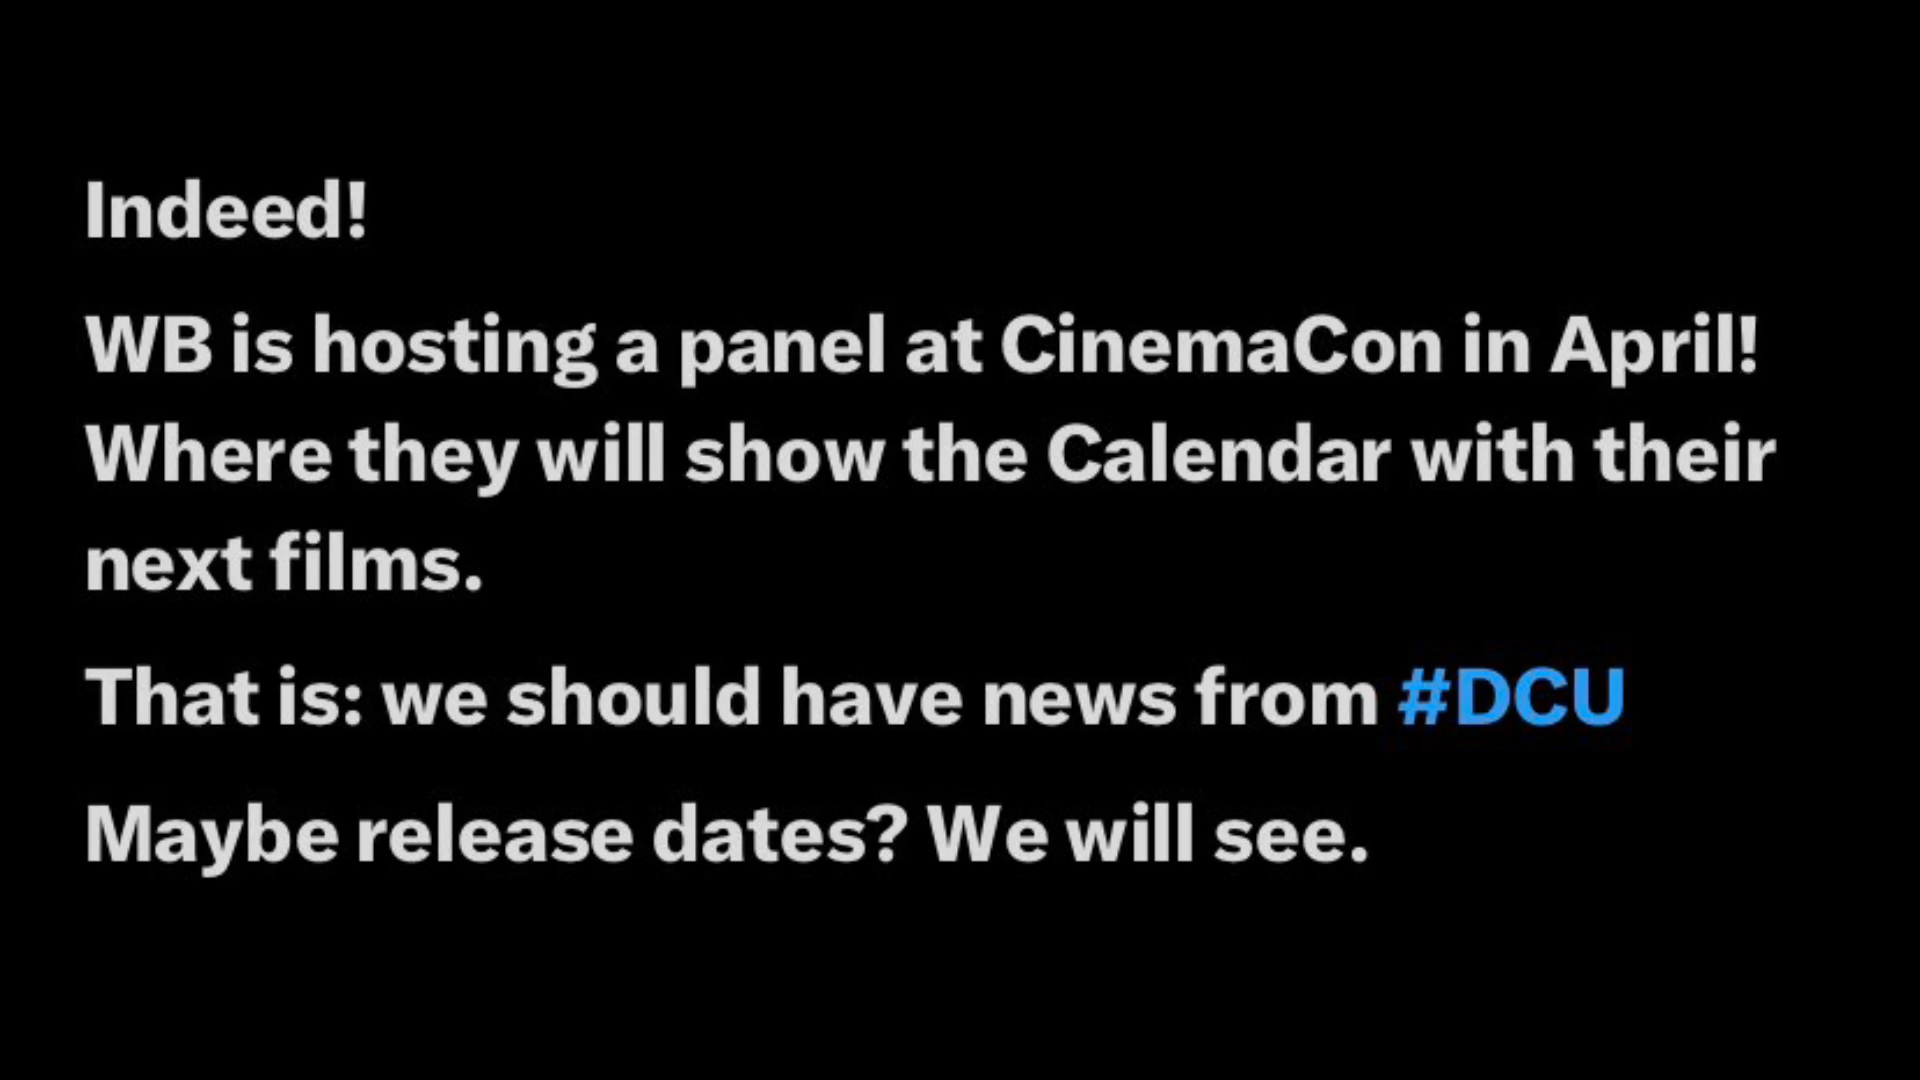 Indeed!
WB is hosting a panel at CinemaCon in April!
Where they will show the Calendar with their
next films.
That is: we should have news from #DCU
Maybe release dates? We will see.